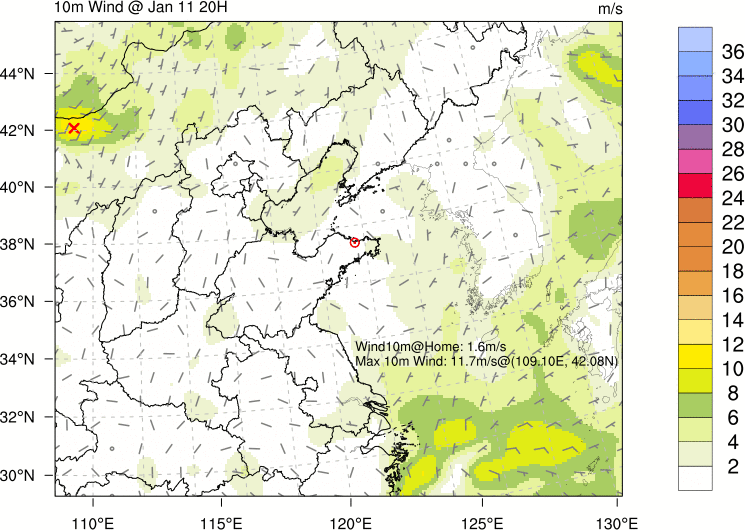 10m Wind @ Jan 11 20H
m/s
36
34
32
30
28
26
24
22
20
18
16
14
12
10
8
6
4
2
44°N
42°N
40°N
38°N
36°N
34°N
32°N
30°N
Wind10m@Home: 1.6m/s
Max 10m Wind: 11.7m/s@(109.10E, 42.08N)
110°E 115°E 120°E 125°E 130°E